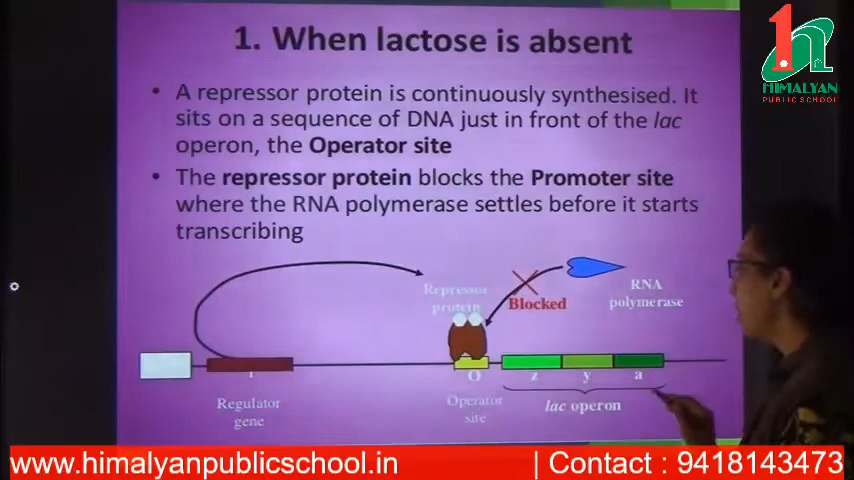 1. When lactose is absent
• A repressor protein is continuously synthesised. It
sits on a sequence of DNA just in front of the lac
operon, the Operator site
• The repressor protein blocks the Promoter site
where the RNA polymerase settles before it starts
transcribing
Repressor
protein
Blocked
RNA
polymerase
I
O
z
y
a
Regulator
gene
Operator
site
lac operon
HIMALYAN
PUBLIC SCHOOL
www.himalyanpublicschool.in
| Contact : 9418143473